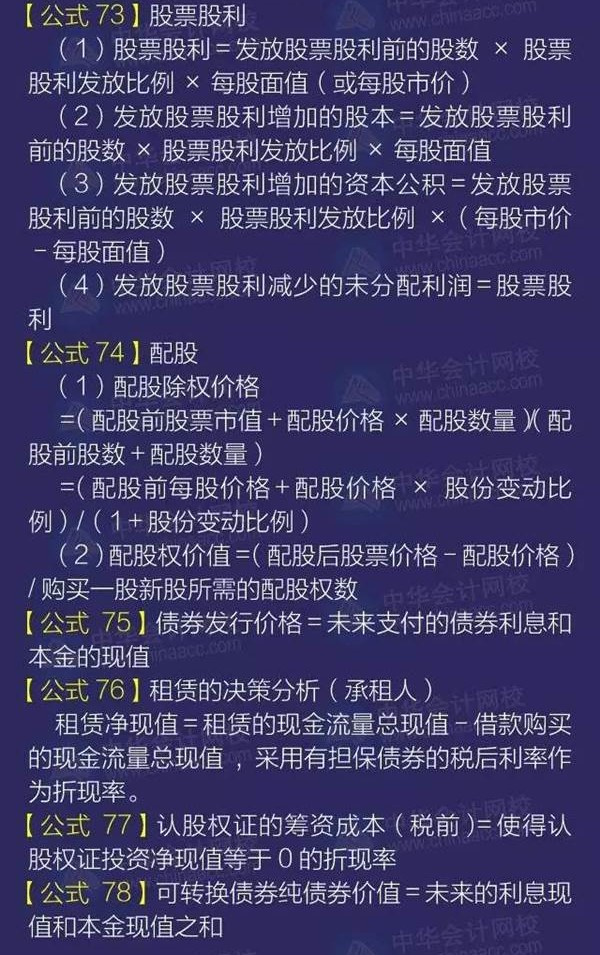 【公式 73】股票股利
（1）股票股利=发放股票股利前的股数 × 股票
股利发放比例 × 每股面值（或每股市价）
（2）发放股票股利增加的股本=发放股票股利
前的股数 × 股票股利发放比例 × 每股面值
（3）发放股票股利增加的资本公积=发放股票
股利前的股数 × 股票股利发放比例 ×（每股市价
-每股面值）
（4）发放股票股利减少的未分配利润=股票股
利
【公式 74】配股
（1）配股除权价格
=(配股前股票市值+配股价格 × 配股数量)/(配
股前股数+配股数量)
=(配股前每股价格+配股价格 × 股份变动比
例)/(1+股份变动比例)
（2）配股权价值=(配股后股票价格-配股价格)
/购买一股新股所需的配股权数
【公式 75】债券发行价格=未来支付的债券利息和
本金的现值
【公式 76】租赁的决策分析（承租人）
租赁净现值=租赁的现金流量总现值-借款购买
的现金流量总现值，采用有担保债券的税后利率作
为折现率。
【公式 77】认股权证的筹资成本（税前）=使得认
股权证投资净现值等于0的折现率
【公式 78】可转换债券纯债券价值=未来的利息现
值和本金现值之和
中华会计网校
www.chinaacc.com